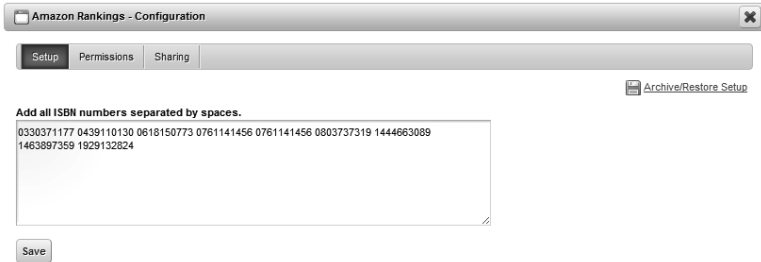 Amazon Rankings - Configuration
Setup Permissions Sharing
Archive/Restore Setup
Add all ISBN numbers separated by spaces.
0330371177 0439110130 0618150773 0761141456 0761141456 0803737319 1444663089
1463897359 1929132824
Save